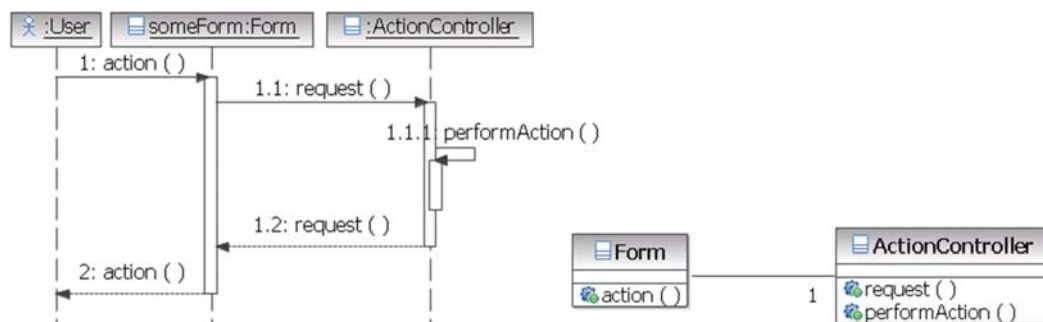 :User
someForm:Form
:ActionController
1: action ( )
1.1: request ( )
1.1.1: performAction ( )
1.2: request ( )
2: action ( )
Form
action ( )
1
ActionController
request ( )
performAction ( )